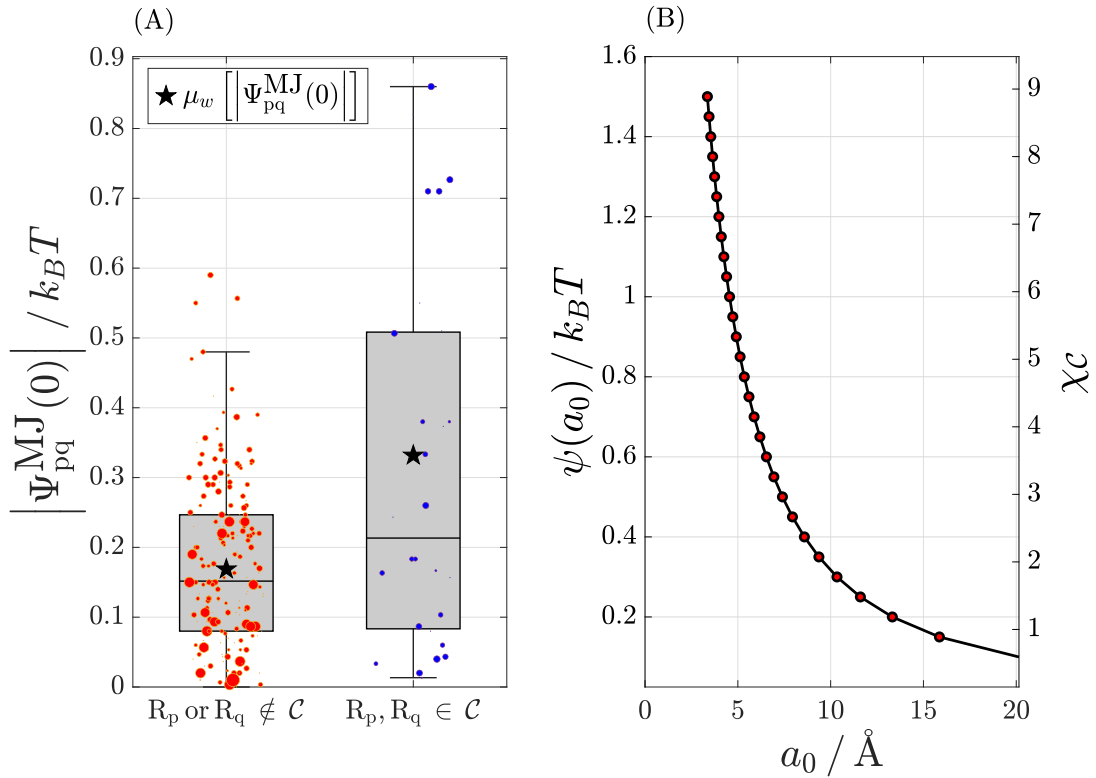 (A)
★ μ_w [|Ψ_pq^MJ(0)|]
|Ψ_pq^MJ(0)| / k_B T
0.9
0.8
0.7
0.6
0.5
0.4
0.3
0.2
0.1
0
R_p or R_q ∉ 𝒞
R_p, R_q ∈ 𝒞
(B)
ψ(a_0) / k_B T
1.6
1.4
1.2
1
0.8
0.6
0.4
0.2
0 5 10 15 20
a_0 / Å
9
8
7
6
5
4
3
2
1
χ_𝒞